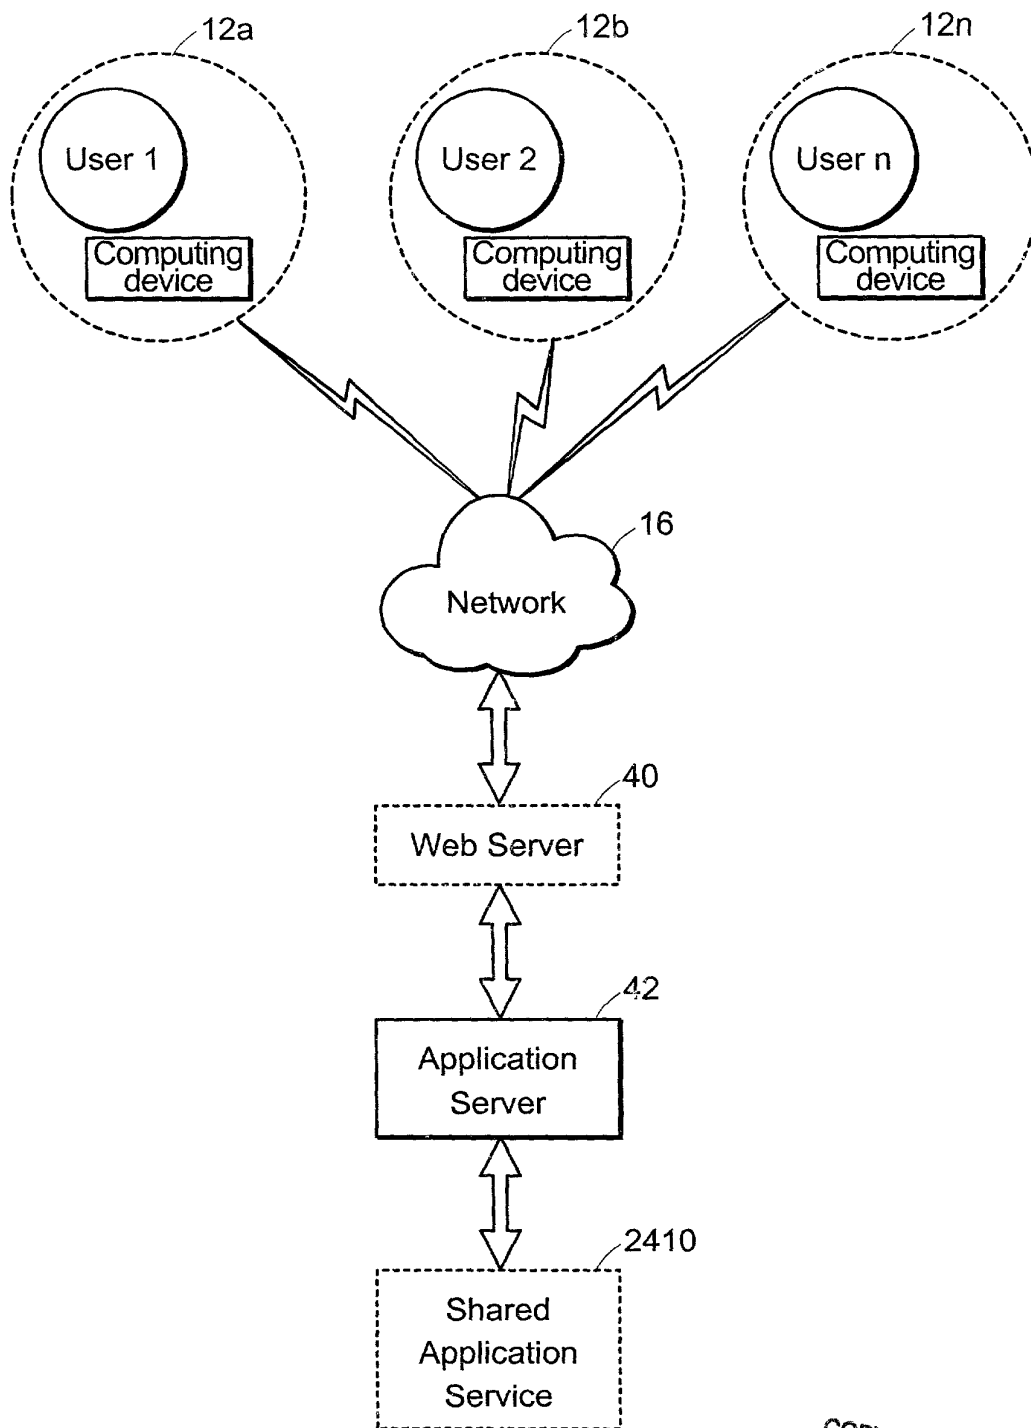 12a
12b
12n
User 1
User 2
User n
Computing
device
Computing
device
Computing
device
16
Network
40
Web Server
42
Application
Server
2410
Shared
Application
Service